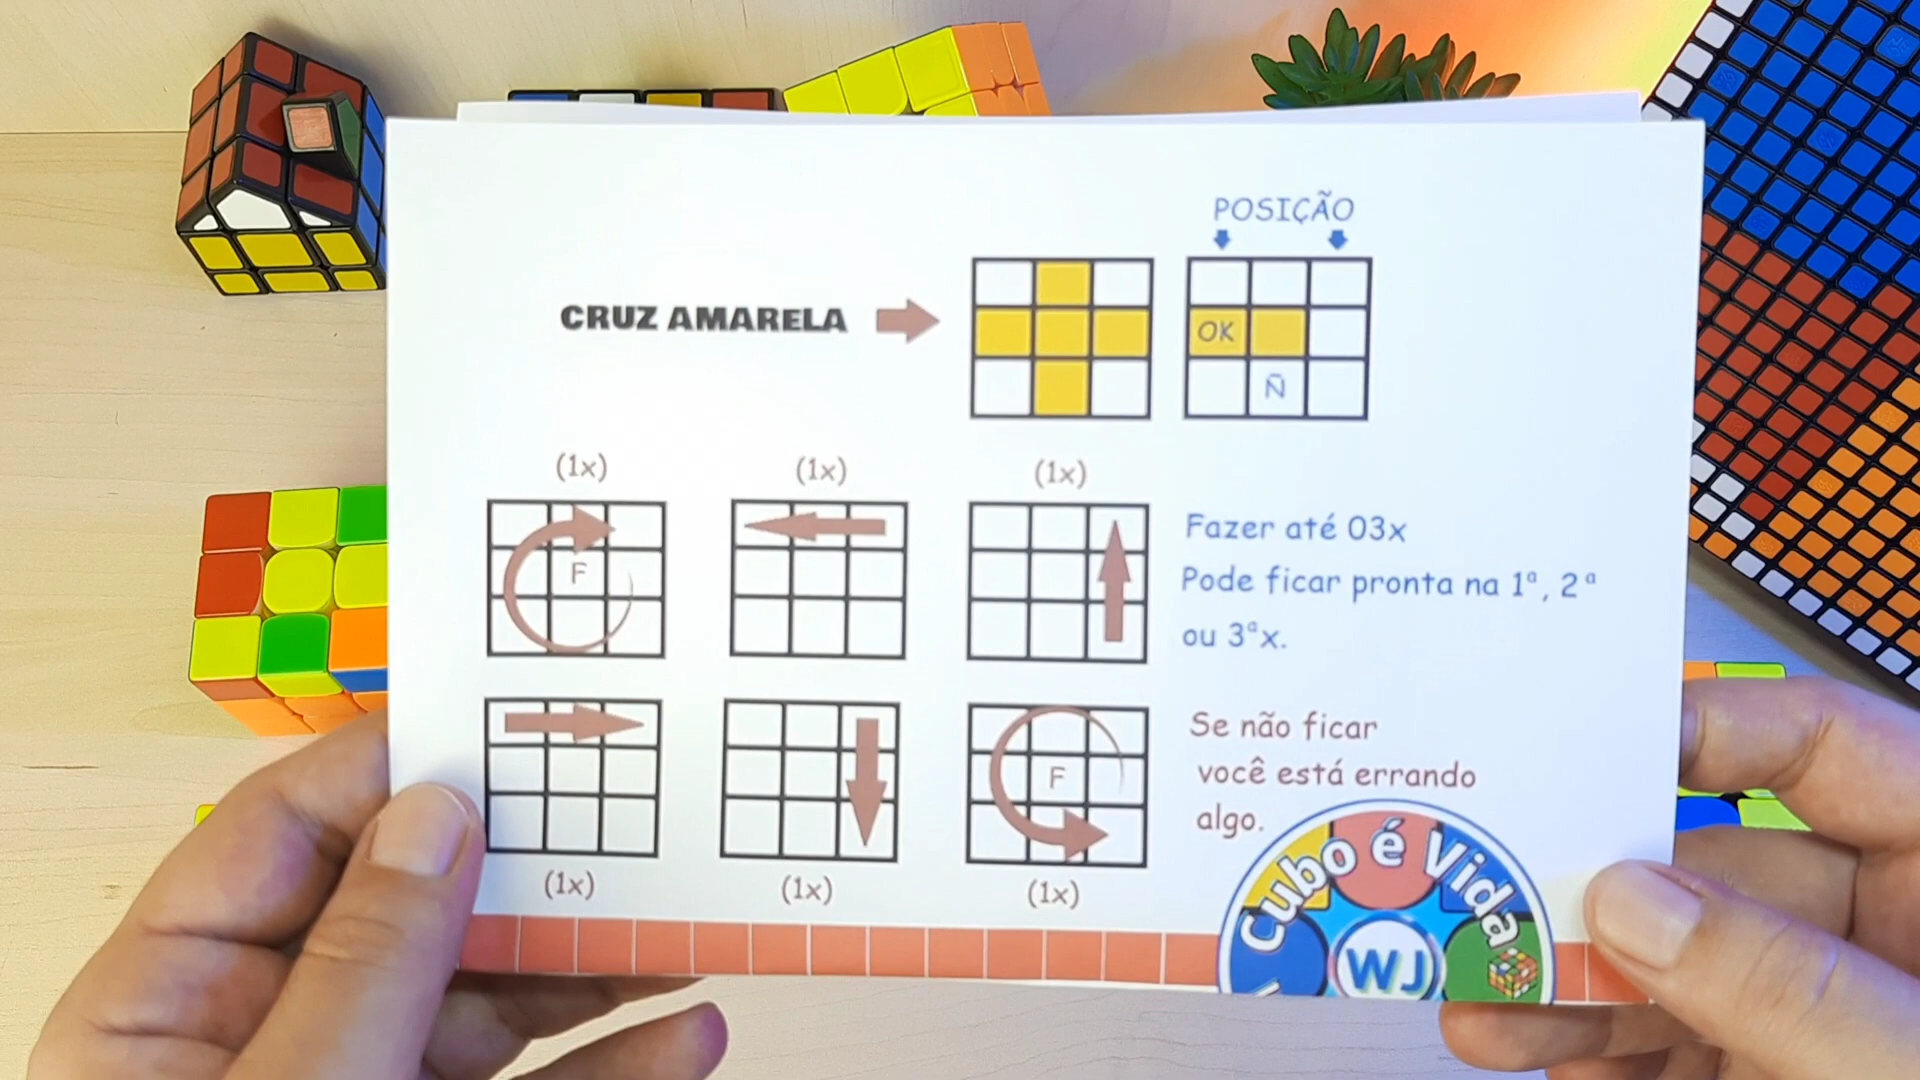 POSIÇÃO
CRUZ AMARELA
OK
Ñ
(1x) (1x) (1x)
F
Fazer até 03x
Pode ficar pronta na 1ª, 2ª
ou 3ªx.
Se não ficar
você está errando
algo.
F
(1x) (1x) (1x)
Cubo é Vida
WJ